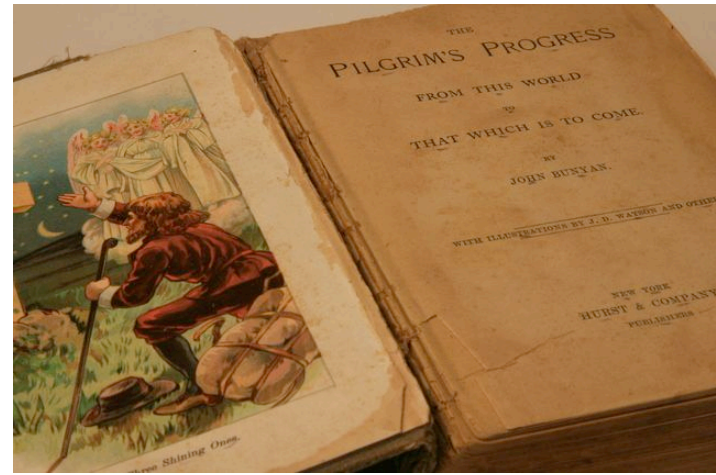 Three Shining Ones.
THE
PILGRIM'S PROGRESS
FROM THIS WORLD
TO
THAT WHICH IS TO COME.
BY
JOHN BUNYAN.
WITH ILLUSTRATIONS BY J. D. WATSON AND OTHERS
NEW YORK
HURST & COMPANY
PUBLISHERS